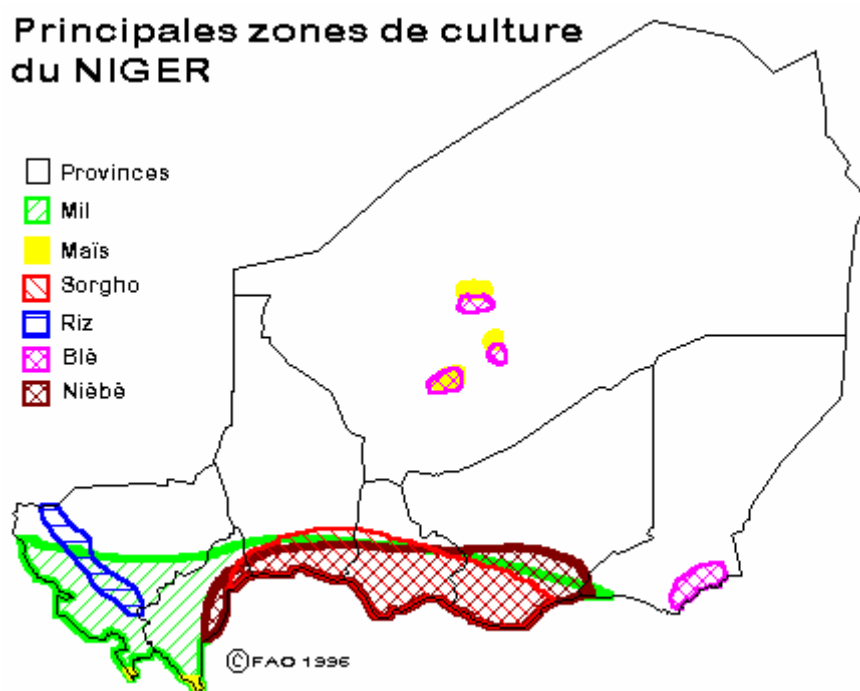 Principales zones de culture
du NIGER
Provinces
Mil
Maïs
Sorgho
Riz
Blé
Niébé
©FAO 1996